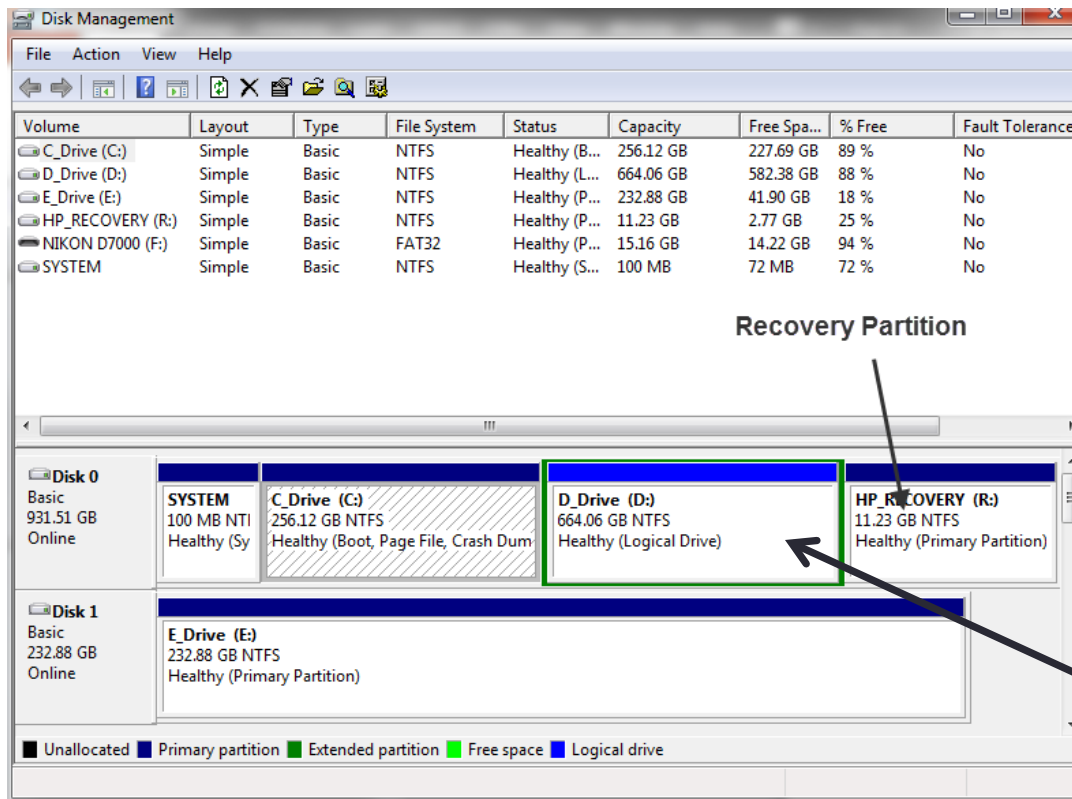 Disk Management
File Action View Help
Volume Layout Type File System Status Capacity Free Spa... % Free Fault Tolerance
C_Drive (C:) Simple Basic NTFS Healthy (B... 256.12 GB 227.69 GB 89 % No
D_Drive (D:) Simple Basic NTFS Healthy (L... 664.06 GB 582.38 GB 88 % No
E_Drive (E:) Simple Basic NTFS Healthy (P... 232.88 GB 41.90 GB 18 % No
HP_RECOVERY (R:) Simple Basic NTFS Healthy (P... 11.23 GB 2.77 GB 25 % No
NIKON D7000 (F:) Simple Basic FAT32 Healthy (P... 15.16 GB 14.22 GB 94 % No
SYSTEM Simple Basic NTFS Healthy (S... 100 MB 72 MB 72 % No
Recovery Partition
Disk 0
Basic
931.51 GB
Online
SYSTEM
100 MB NTI
Healthy (Sy
C_Drive (C:)
256.12 GB NTFS
Healthy (Boot, Page File, Crash Dum
D_Drive (D:)
664.06 GB NTFS
Healthy (Logical Drive)
HP_RECOVERY (R:)
11.23 GB NTFS
Healthy (Primary Partition)
Disk 1
Basic
232.88 GB
Online
E_Drive (E:)
232.88 GB NTFS
Healthy (Primary Partition)
Unallocated Primary partition Extended partition Free space Logical drive